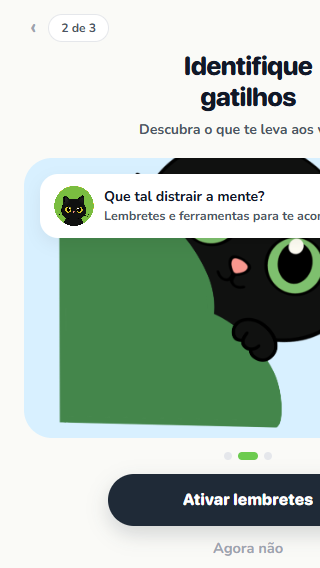 2 de 3
Identifique
gatilhos
Descubra o que te leva aos
Que tal distrair a mente?
Lembretes e ferramentas para te
Ativar lembretes
Agora não